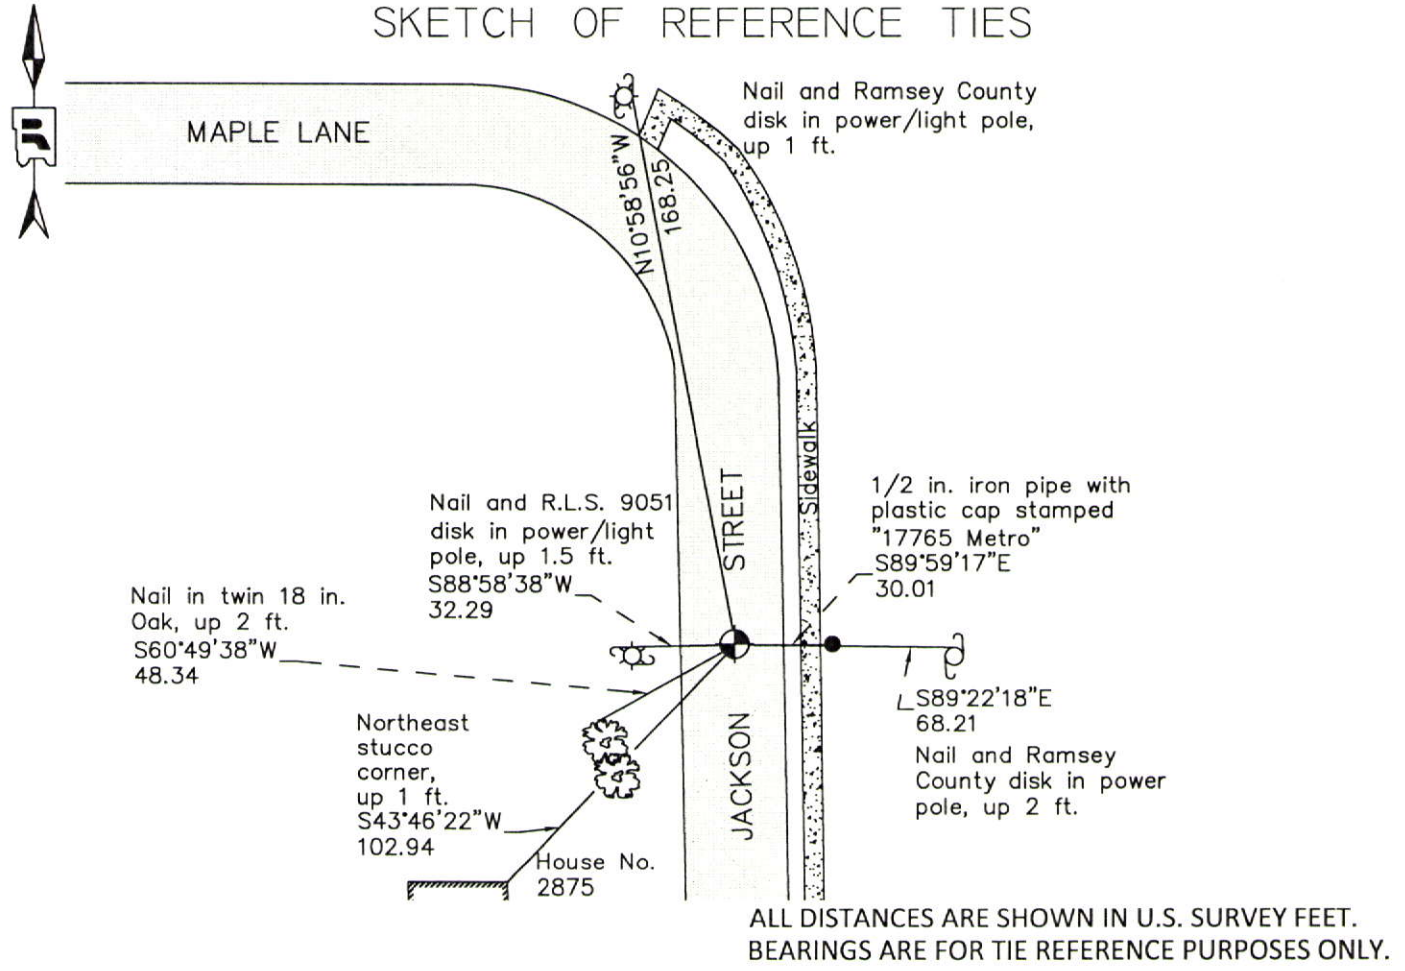 SKETCH OF REFERENCE TIES
MAPLE LANE
N10°58'56"W
168.25
Nail and Ramsey County
disk in power/light pole,
up 1 ft.
Sidewalk
STREET
JACKSON
Nail and R.L.S. 9051
disk in power/light
pole, up 1.5 ft.
S88°58'38"W
32.29
1/2 in. iron pipe with
plastic cap stamped
"17765 Metro"
S89°59'17"E
30.01
Nail in twin 18 in.
Oak, up 2 ft.
S60°49'38"W
48.34
Northeast
stucco
corner,
up 1 ft.
S43°46'22"W
102.94
House No.
2875
S89°22'18"E
68.21
Nail and Ramsey
County disk in power
pole, up 2 ft.
ALL DISTANCES ARE SHOWN IN U.S. SURVEY FEET.
BEARINGS ARE FOR TIE REFERENCE PURPOSES ONLY.